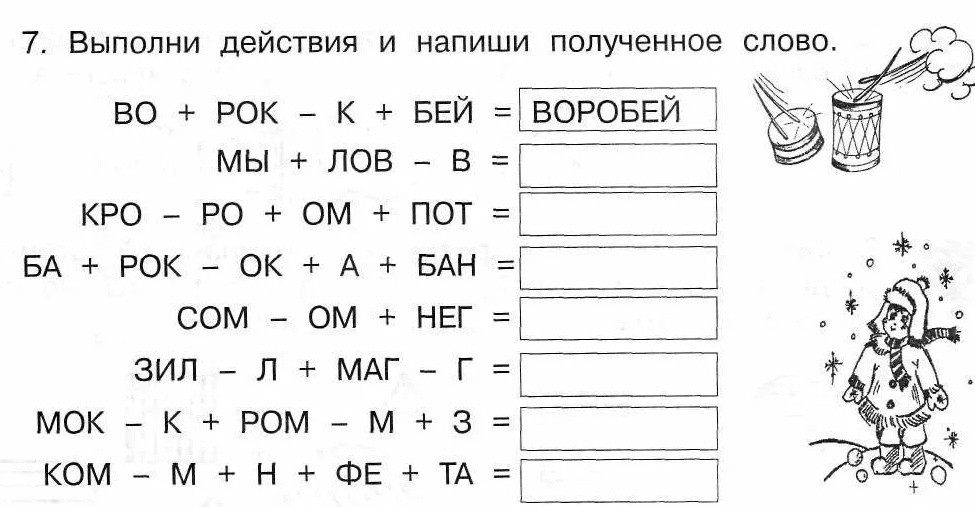 7. Выполни действия и напиши полученное слово.
ВО + РОК – К + БЕЙ = ВОРОБЕЙ
МЫ + ЛОВ – В =
КРО – РО + ОМ + ПОТ =
БА + РОК – ОК + А + БАН =
СОМ – ОМ + НЕГ =
ЗИЛ – Л + МАГ – Г =
МОК – К + РОМ – М + З =
КОМ – М + Н + ФЕ + ТА =